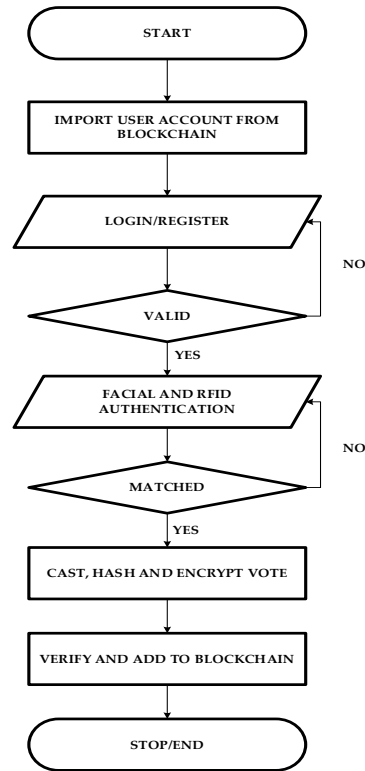 START
IMPORT USER ACCOUNT FROM
BLOCKCHAIN
LOGIN/REGISTER
NO
VALID
YES
FACIAL AND RFID
AUTHENTICATION
NO
MATCHED
YES
CAST, HASH AND ENCRYPT VOTE
VERIFY AND ADD TO BLOCKCHAIN
STOP/END